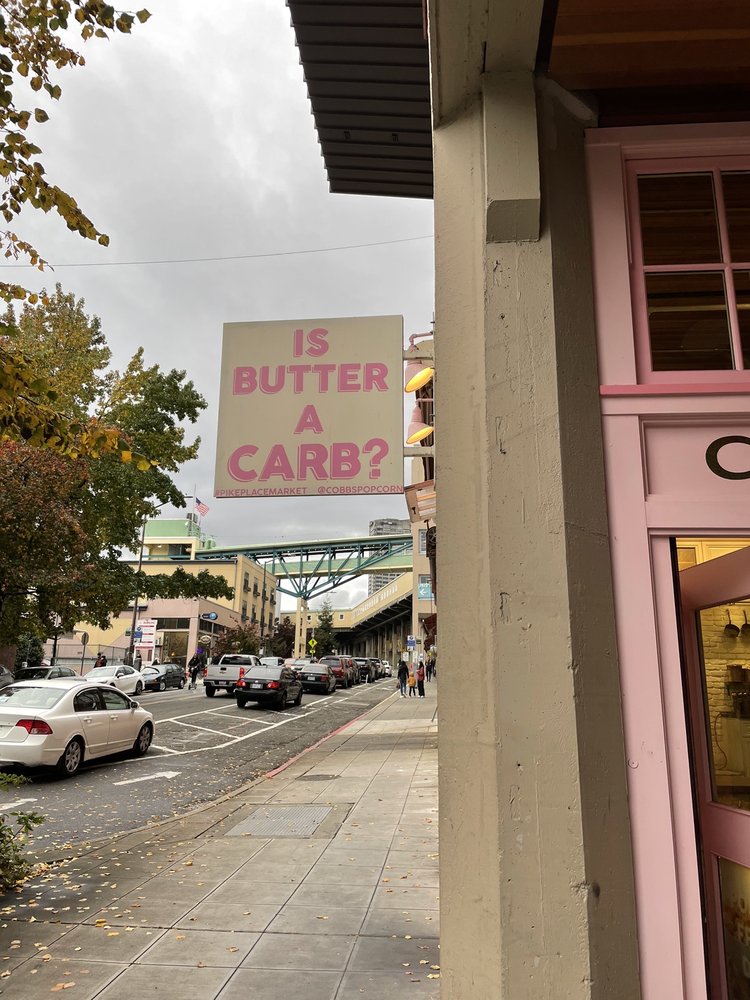 IS
BUTTER
A
CARB?
#PIKEPLACEMARKET @COBBSPOPCORN
C